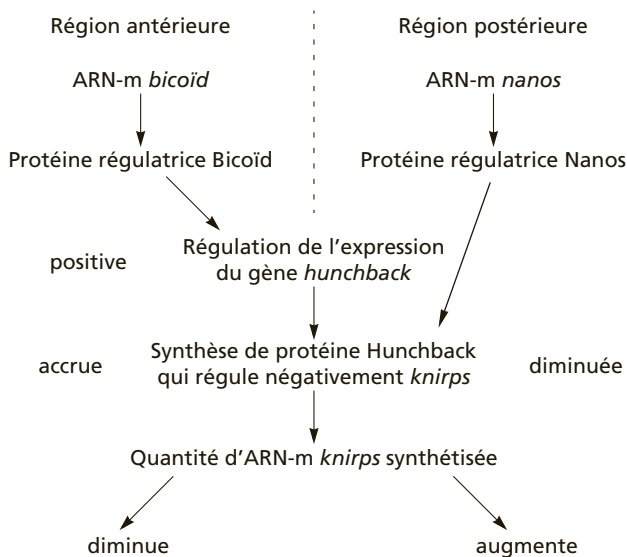 Région antérieure
Région postérieure
ARN-m bicoïd
ARN-m nanos
Protéine régulatrice Bicoïd
Protéine régulatrice Nanos
positive
Régulation de l’expression
du gène hunchback
accrue
Synthèse de protéine Hunchback
qui régule négativement knirps
diminuée
Quantité d’ARN-m knirps synthétisée
diminue
augmente